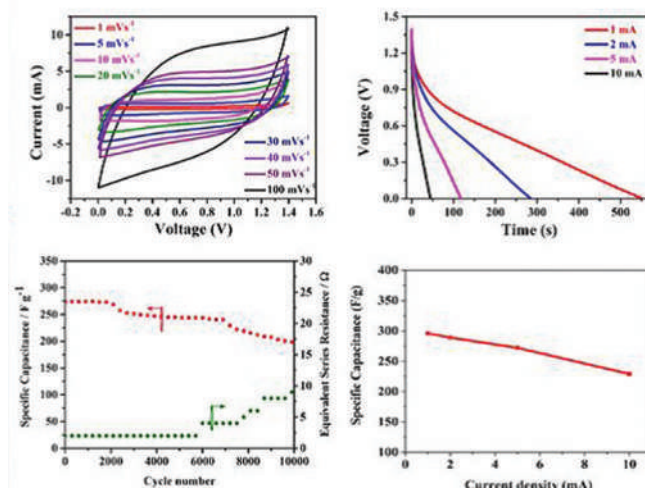 1 mVs⁻¹
5 mVs⁻¹
10 mVs⁻¹
20 mVs⁻¹
30 mVs⁻¹
40 mVs⁻¹
50 mVs⁻¹
100 mVs⁻¹
Current (mA)
10
5
0
-5
-10
-0.2 0.0 0.2 0.4 0.6 0.8 1.0 1.2 1.4 1.6
Voltage (V)
1 mA
2 mA
5 mA
10 mA
Voltage (V)
1.5
1.2
0.9
0.6
0.3
0.0
0 100 200 300 400 500
Time (s)
Specific Capacitance / F g⁻¹
350
300
250
200
150
100
50
0
0 2000 4000 6000 8000 10000
Cycle number
30
25
20
15
10
5
0
Equivalent Series Resistance / Ω
Specific Capacitance (F/g)
400
350
300
250
200
150
100
2 4 6 8 10
Current density (mA)